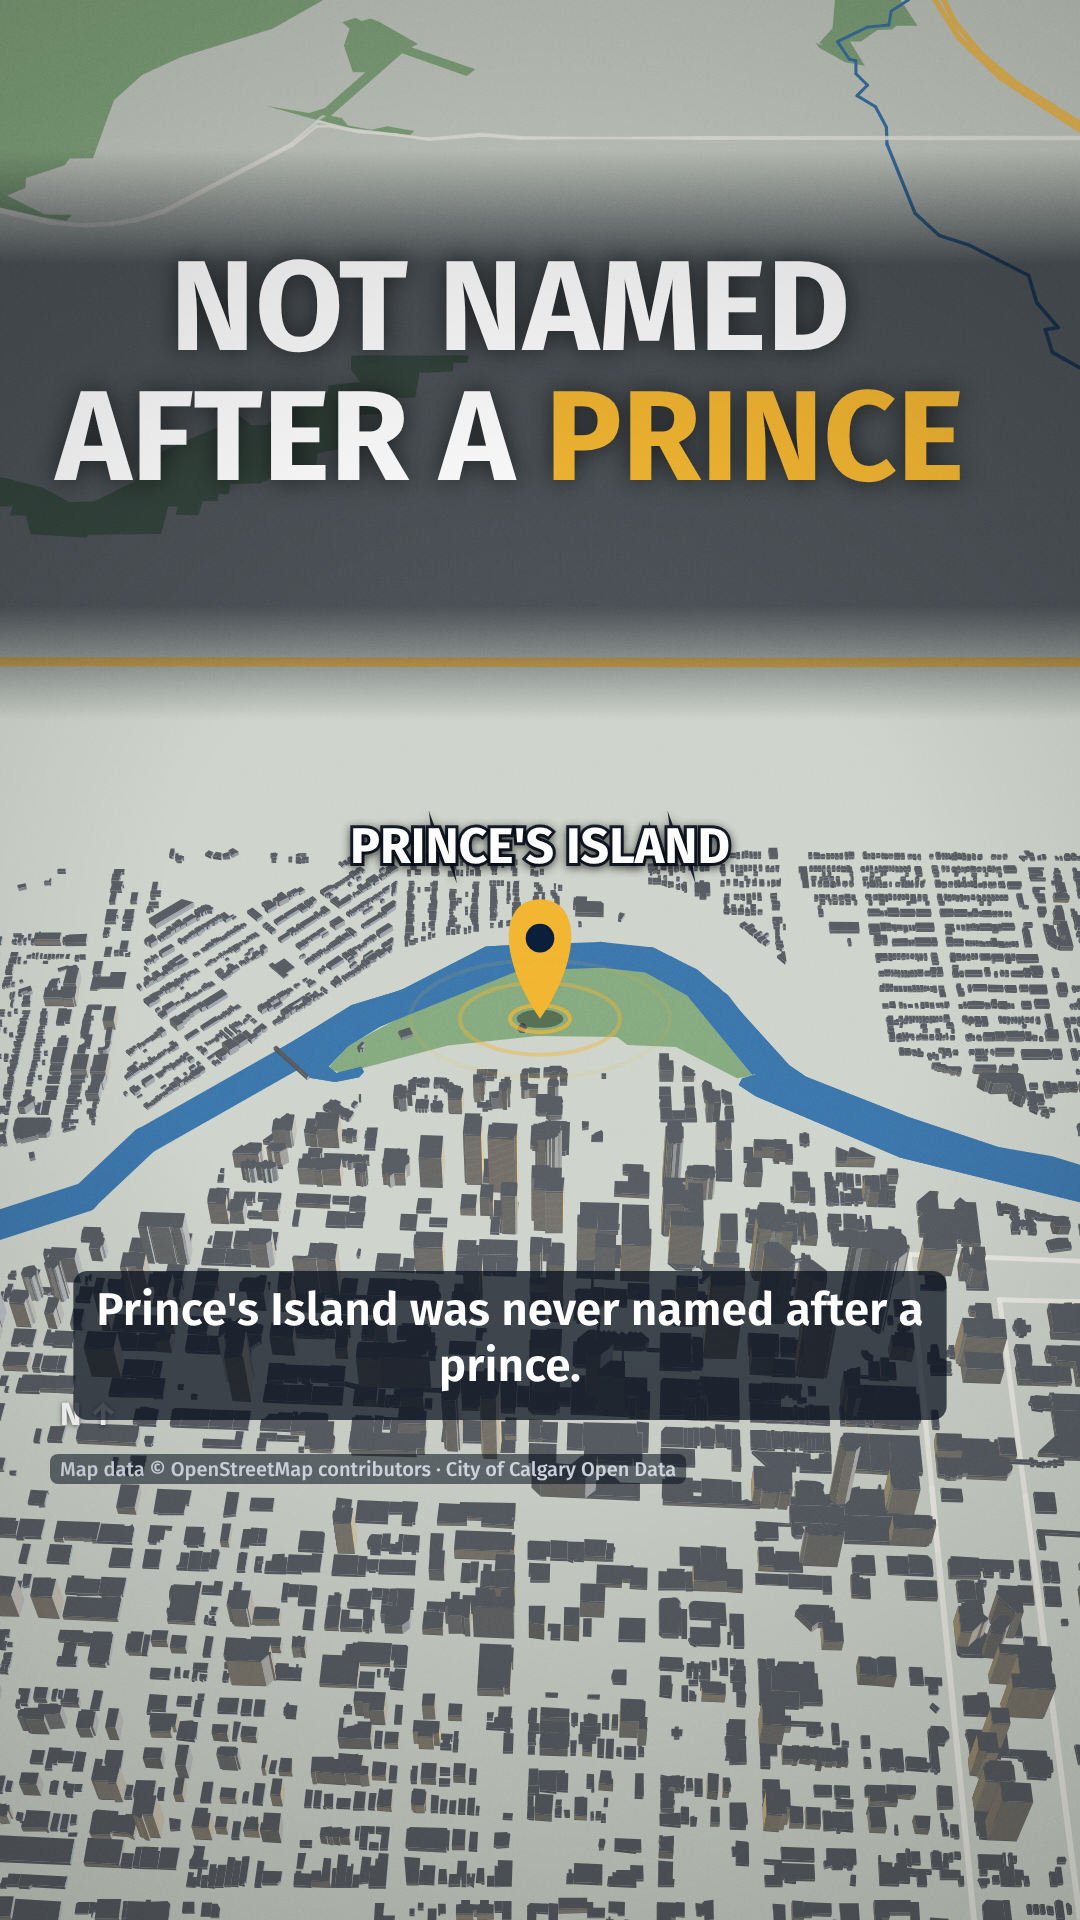 NOT NAMED
AFTER A PRINCE
PRINCE'S ISLAND
Prince's Island was never named after a
prince.
N ↑
Map data © OpenStreetMap contributors · City of Calgary Open Data